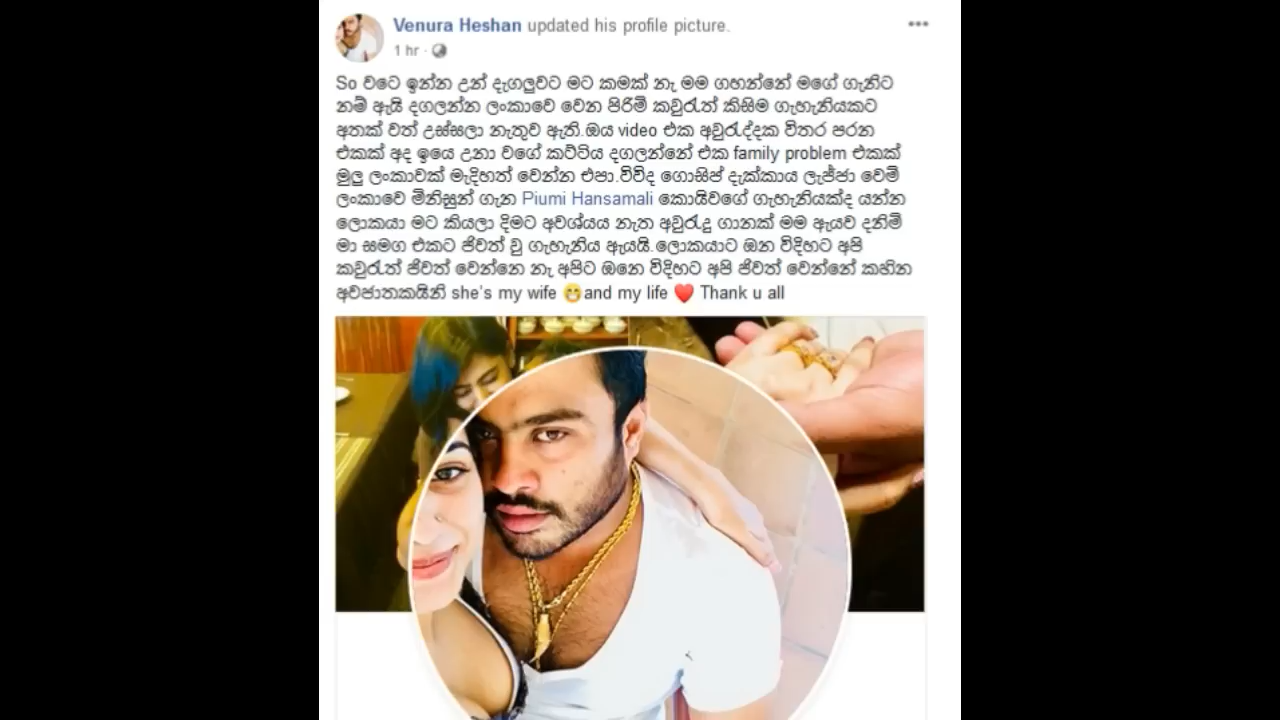 Venura Heshan updated his profile picture.
1 hr ·
So වටෙ ඉන්න උන් දැගලුවට මට කමක් නෑ මම ගහන්නේ මගේ ගෑනිට
නම් ඇයි දගලන්න ලංකාවෙ වෙන පිරිමි කවුරැත් කිසිම ගැහැනියකට
අතක් වත් උස්සලා නැතුව ඇති.ඔය video එක අවුරැද්දක විතර පරන
එකක් අද ඉයෙ උනා වගේ කට්ටිය දගලන්නේ එක family problem එකක්
මුලු ලංකාවක් මැදිහත් වෙන්න එපා.විවිද ගොසිප් දැක්කාය ලැජ්ජා වෙමි
ලංකාවෙ මිනිසුන් ගැන Piumi Hansamali කොයිවගේ ගැහැනියක්ද යන්න
ලොකයා මට කියලා දිමට අවශ්යය නැත අවුරැදු ගානක් මම ඇයව දනිමි
මා සමග එකට ජිවත් වු ගැහැනිය ඇයයි.ලොකයාට ඔන විදිහට අපි
කවුරැත් ජිවත් වෙන්නෙ නෑ අපිට ඔනෙ විදිහට අපි ජිවත් වෙන්නේ කහින
අවජාතකයිනි she's my wife 😁and my life ❤️ Thank u all